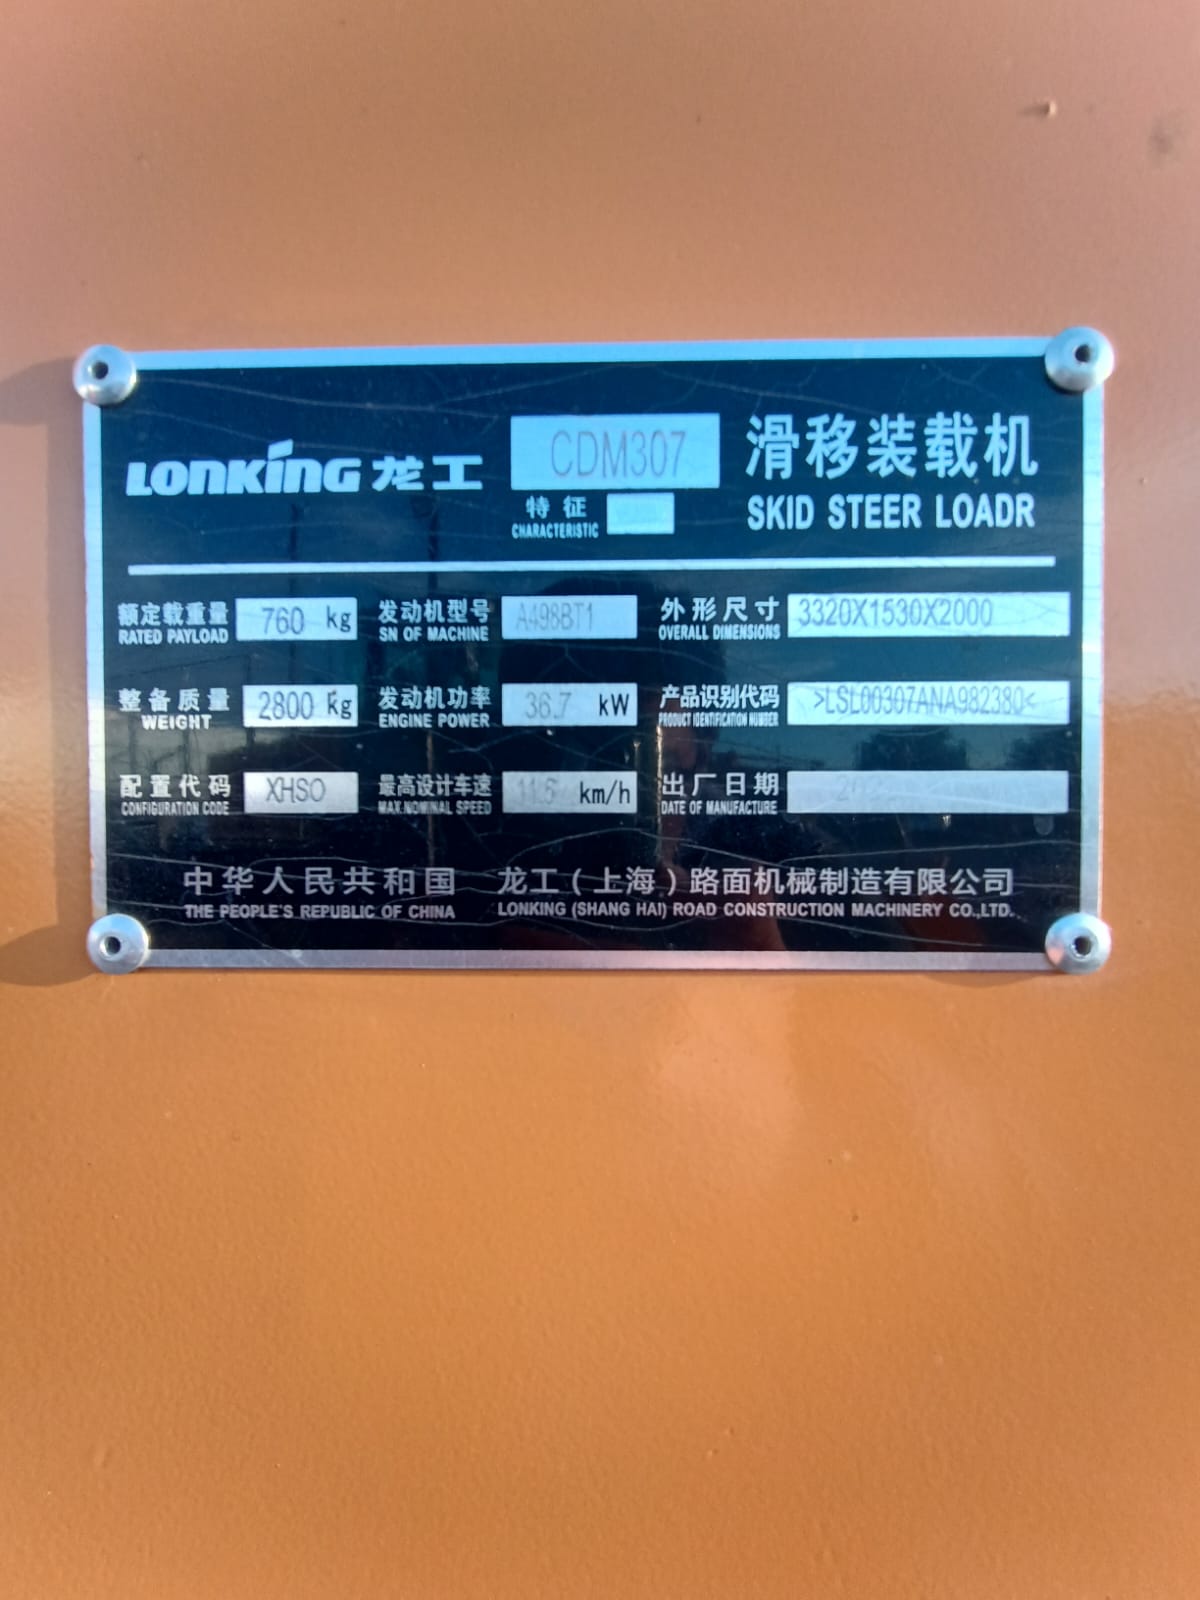 LONKING 龙工 CDM307 滑移装载机
特征
CHARACTERISTIC
SKID STEER LOADR
额定载重量 760 kg 发动机型号 A498BT1 外形尺寸 3320X1530X2000
RATED PAYLOAD SN OF MACHINE OVERALL DIMENSIONS
整备质量 2800 kg 发动机功率 36.7 kW 产品识别代码 >LSL00307ANA982380<
WEIGHT ENGINE POWER PRODUCT IDENTIFICATION NUMBER
配置代码 XHSO 最高设计车速 km/h 出厂日期
CONFIGURATION CODE MAX.NOMINAL SPEED DATE OF MANUFACTURE
中华人民共和国 龙工(上海)路面机械制造有限公司
THE PEOPLE'S REPUBLIC OF CHINA LONKING (SHANG HAI) ROAD CONSTRUCTION MACHINERY CO.,LTD.